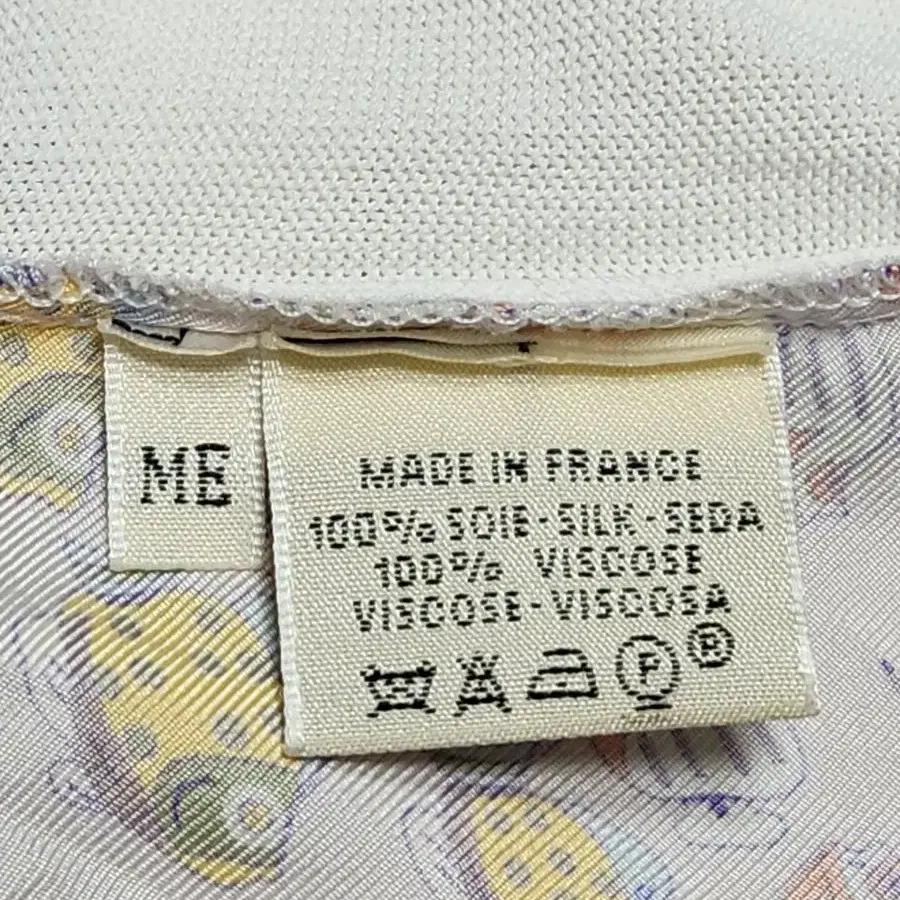 ME
MADE IN FRANCE
100% SOIE-SILK-SEDA
100% VISCOSE
VISCOSE-VISCOSA
P ®